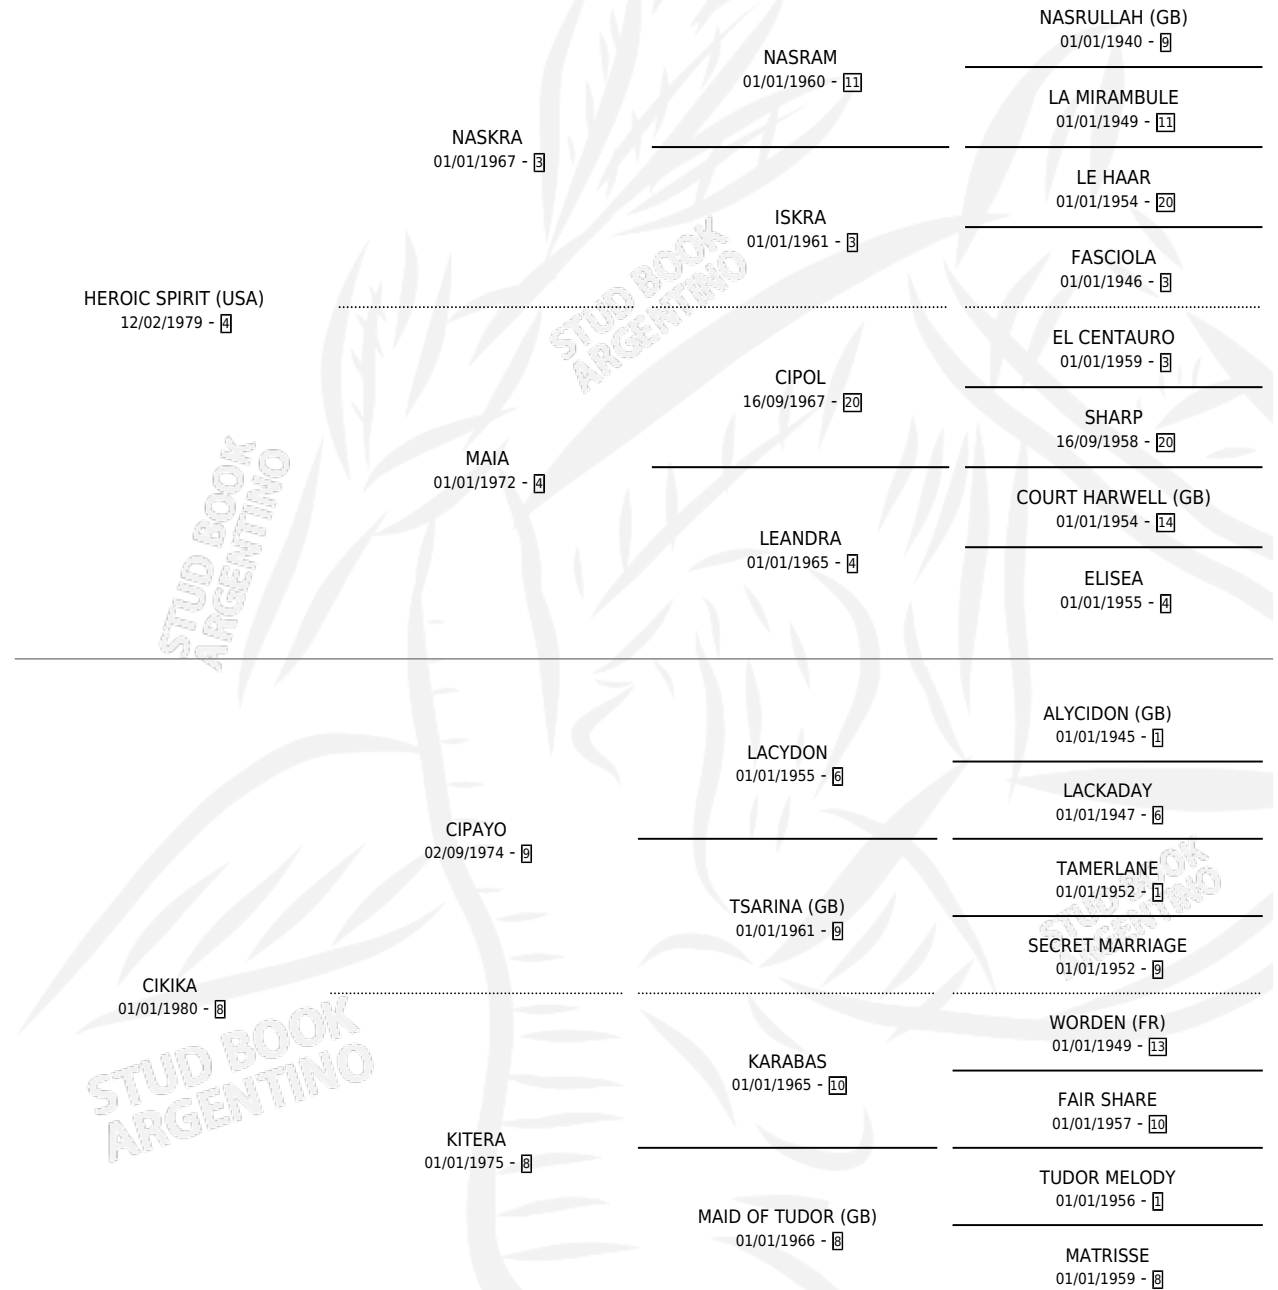 NASRULLAH (GB)
01/01/1940 - 9
NASRAM
01/01/1960 - 11
LA MIRAMBULE
01/01/1949 - 11
NASKRA
01/01/1967 - 3
LE HAAR
01/01/1954 - 20
ISKRA
01/01/1961 - 3
FASCIOLA
01/01/1946 - 3
HEROIC SPIRIT (USA)
12/02/1979 - 4
EL CENTAURO
01/01/1959 - 3
CIPOL
16/09/1967 - 20
SHARP
16/09/1958 - 20
MAIA
01/01/1972 - 4
COURT HARWELL (GB)
01/01/1954 - 14
LEANDRA
01/01/1965 - 4
ELISEA
01/01/1955 - 4
STUD BOOK
ARGENTINO
STUD BOOK
ARGENTINO
ALYCIDON (GB)
01/01/1945 - 1
LACYDON
01/01/1955 - 6
LACKADAY
01/01/1947 - 6
CIPAYO
02/09/1974 - 9
TAMERLANE
01/01/1952 - 1
TSARINA (GB)
01/01/1961 - 9
SECRET MARRIAGE
01/01/1952 - 9
CIKIKA
01/01/1980 - 8
WORDEN (FR)
01/01/1949 - 13
KARABAS
01/01/1965 - 10
FAIR SHARE
01/01/1957 - 10
KITERA
01/01/1975 - 8
TUDOR MELODY
01/01/1956 - 1
MAID OF TUDOR (GB)
01/01/1966 - 8
MATRISSE
01/01/1959 - 8
STUD BOOK
ARGENTINO
STUD BOOK
ARGENTINO